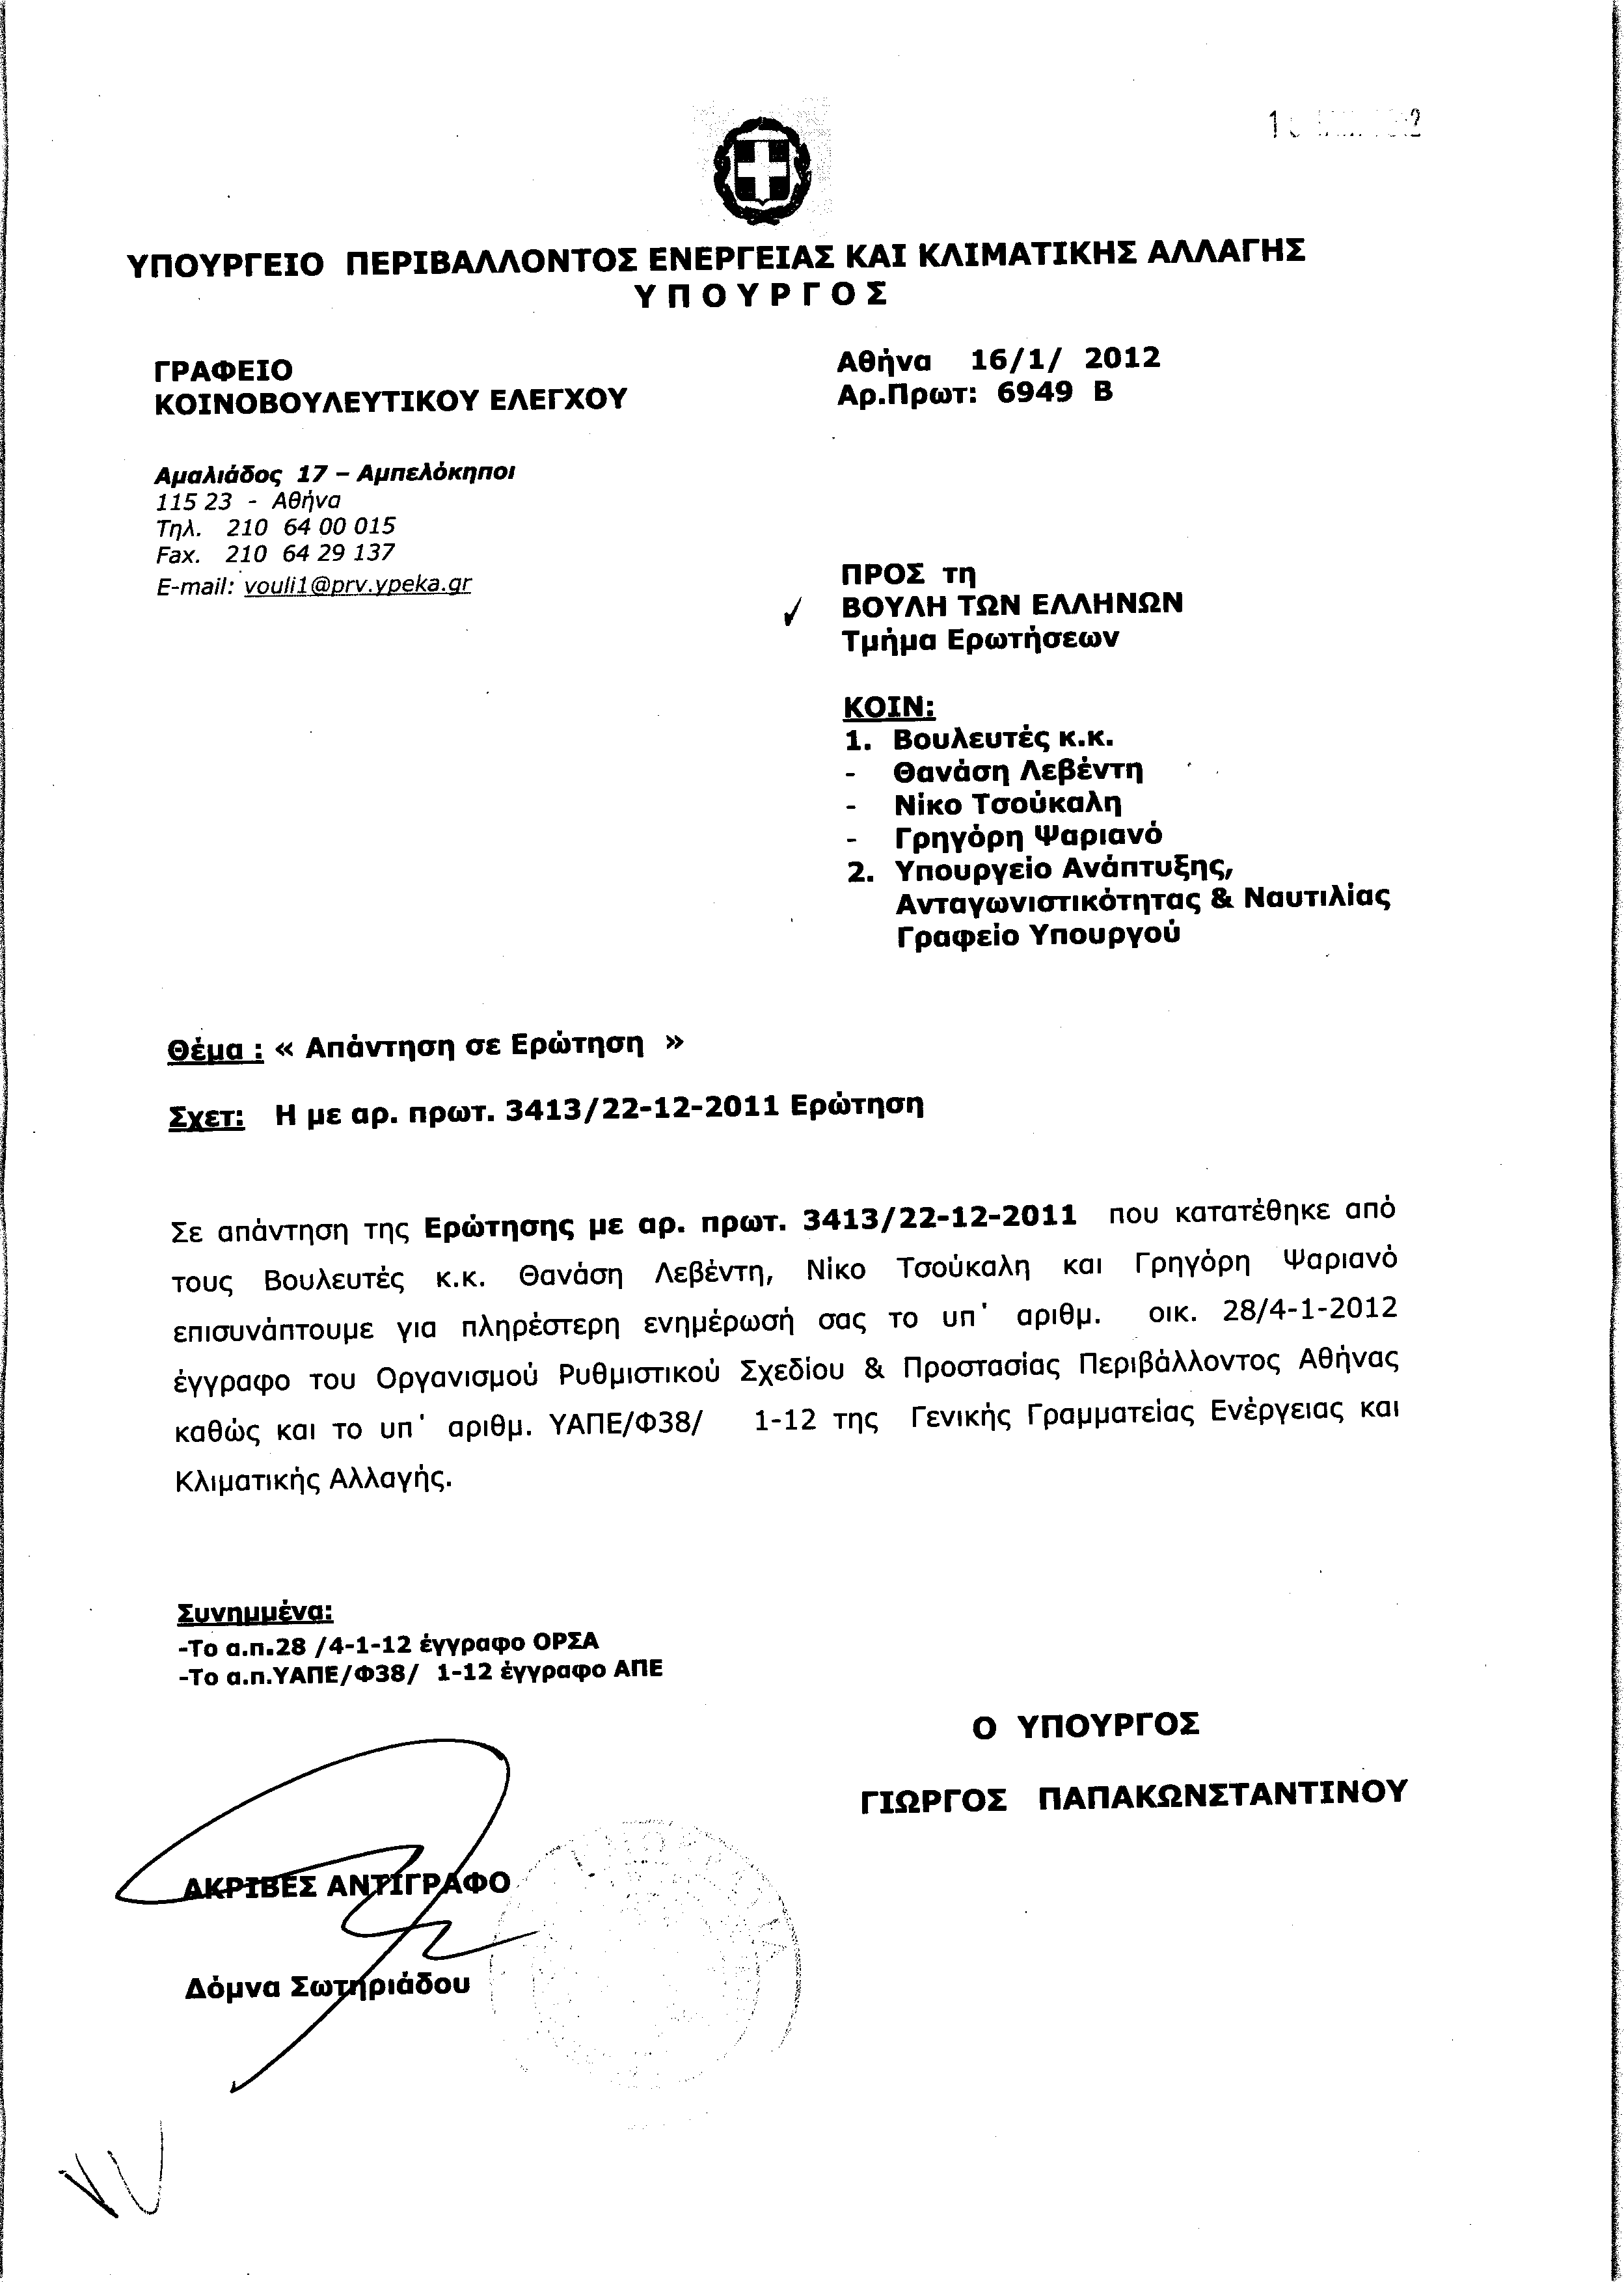 ΥΠΟΥΡΓΕΙΟ ΠΕΡΙΒΑΛΛΟΝΤΟΣ ΕΝΕΡΓΕΙΑΣ ΚΑΙ ΚΛΙΜΑΤΙΚΗΣ ΑΛΛΑΓΗΣ
Υ Π Ο Υ Ρ Γ Ο Σ
ΓΡΑΦΕΙΟ
ΚΟΙΝΟΒΟΥΛΕΥΤΙΚΟΥ ΕΛΕΓΧΟΥ
Αθήνα 16/1/ 2012
Αρ.Πρωτ: 6949 Β
Αμαλιάδος 17 – Αμπελόκηποι
115 23 - Αθήνα
Τηλ. 210 64 00 015
Fax. 210 64 29 137
E-mail: vouli1@prv.ypeka.gr
ΠΡΟΣ τη
ΒΟΥΛΗ ΤΩΝ ΕΛΛΗΝΩΝ
Τμήμα Ερωτήσεων
ΚΟΙΝ:
1. Βουλευτές κ.κ.
- Θανάση Λεβέντη
- Νίκο Τσούκαλη
- Γρηγόρη Ψαριανό
2. Υπουργείο Ανάπτυξης,
Ανταγωνιστικότητας & Ναυτιλίας
Γραφείο Υπουργού
Θέμα : « Απάντηση σε Ερώτηση »
Σχετ: Η με αρ. πρωτ. 3413/22-12-2011 Ερώτηση
Σε απάντηση της Ερώτησης με αρ. πρωτ. 3413/22-12-2011 που κατατέθηκε από
τους Βουλευτές κ.κ. Θανάση Λεβέντη, Νίκο Τσούκαλη και Γρηγόρη Ψαριανό
επισυνάπτουμε για πληρέστερη ενημέρωσή σας το υπ' αριθμ. οικ. 28/4-1-2012
έγγραφο του Οργανισμού Ρυθμιστικού Σχεδίου & Προστασίας Περιβάλλοντος Αθήνας
καθώς και το υπ' αριθμ. ΥΑΠΕ/Φ38/ 1-12 της Γενικής Γραμματείας Ενέργειας και
Κλιματικής Αλλαγής.
Συνημμένα:
-Το α.π.28 /4-1-12 έγγραφο ΟΡΣΑ
-Το α.π.ΥΑΠΕ/Φ38/ 1-12 έγγραφο ΑΠΕ
Ο ΥΠΟΥΡΓΟΣ
ΓΙΩΡΓΟΣ ΠΑΠΑΚΩΝΣΤΑΝΤΙΝΟΥ
ΑΚΡΙΒΕΣ ΑΝΤΙΓΡΑΦΟ
Δόμνα Σωτηριάδου